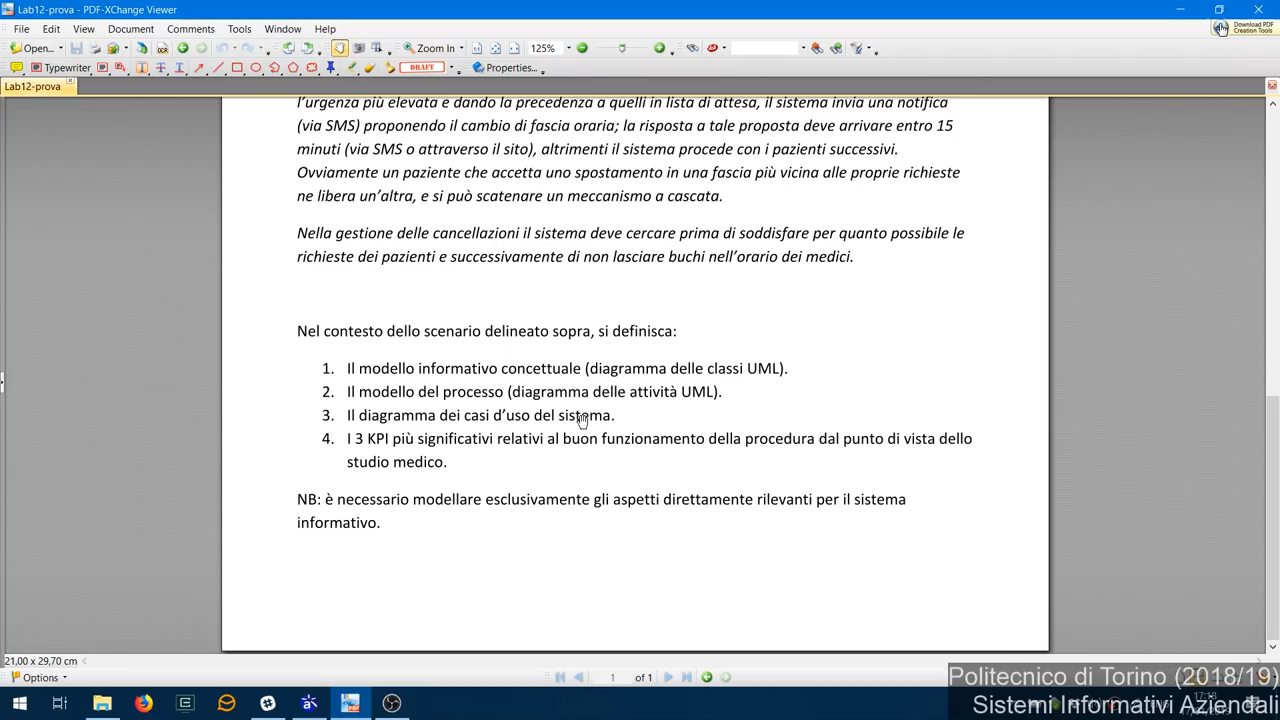 Lab12-prova - PDF-XChange Viewer
File Edit View Document Comments Tools Window Help
Download PDF
Creation Tools
Open... Zoom In 125%
Typewriter DRAFT Properties...
Lab12-prova
l'urgenza più elevata e dando la precedenza a quelli in lista di attesa, il sistema invia una notifica
(via SMS) proponendo il cambio di fascia oraria; la risposta a tale proposta deve arrivare entro 15
minuti (via SMS o attraverso il sito), altrimenti il sistema procede con i pazienti successivi.
Ovviamente un paziente che accetta uno spostamento in una fascia più vicina alle proprie richieste
ne libera un'altra, e si può scatenare un meccanismo a cascata.
Nella gestione delle cancellazioni il sistema deve cercare prima di soddisfare per quanto possibile le
richieste dei pazienti e successivamente di non lasciare buchi nell'orario dei medici.
Nel contesto dello scenario delineato sopra, si definisca:
1. Il modello informativo concettuale (diagramma delle classi UML).
2. Il modello del processo (diagramma delle attività UML).
3. Il diagramma dei casi d'uso del sistema.
4. I 3 KPI più significativi relativi al buon funzionamento della procedura dal punto di vista dello
studio medico.
NB: è necessario modellare esclusivamente gli aspetti direttamente rilevanti per il sistema
informativo.
21,00 x 29,70 cm
Options 1 of 1
Politecnico di Torino (2018/19)
17:18
Sistemi Informativi Aziendali